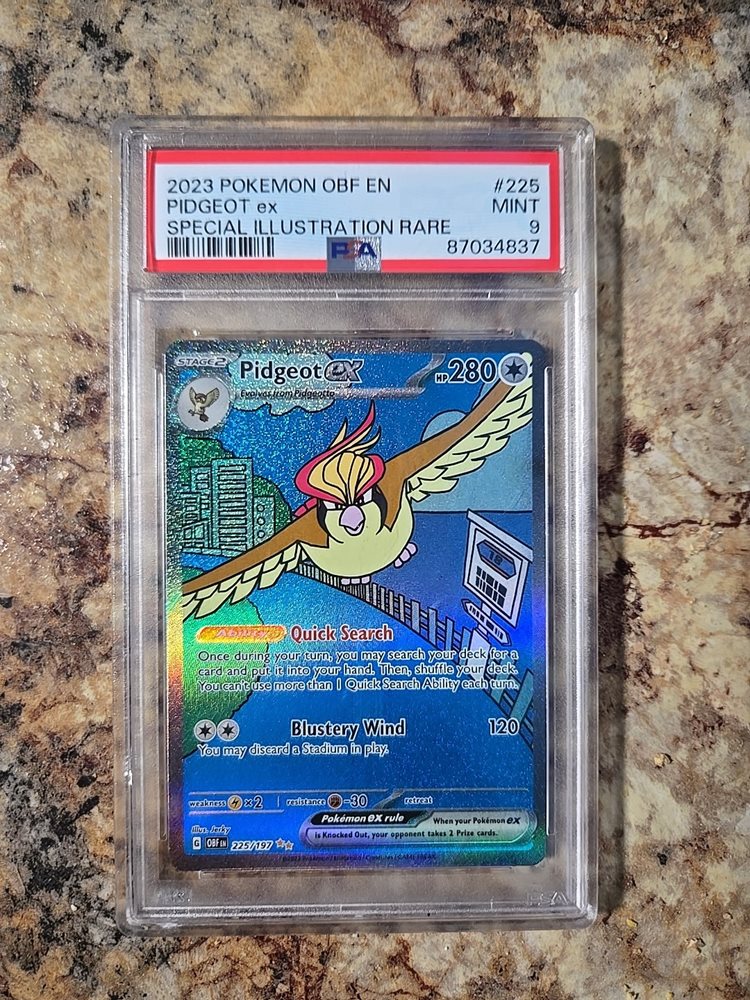 2023 POKEMON OBF EN #225
PIDGEOT ex MINT
SPECIAL ILLUSTRATION RARE 9
PSA 87034837
STAGE 2 Pidgeot ex HP 280
Evolves from Pidgeotto
18
Ability Quick Search
Once during your turn, you may search your deck for a
card and put it into your hand. Then, shuffle your deck.
You can't use more than 1 Quick Search Ability each turn.
Blustery Wind 120
You may discard a Stadium in play.
weakness ×2 resistance -30 retreat
Pokémon ex rule When your Pokémon ex
is Knocked Out, your opponent takes 2 Prize cards.
Illus. Jerky
G OBF EN 225/197